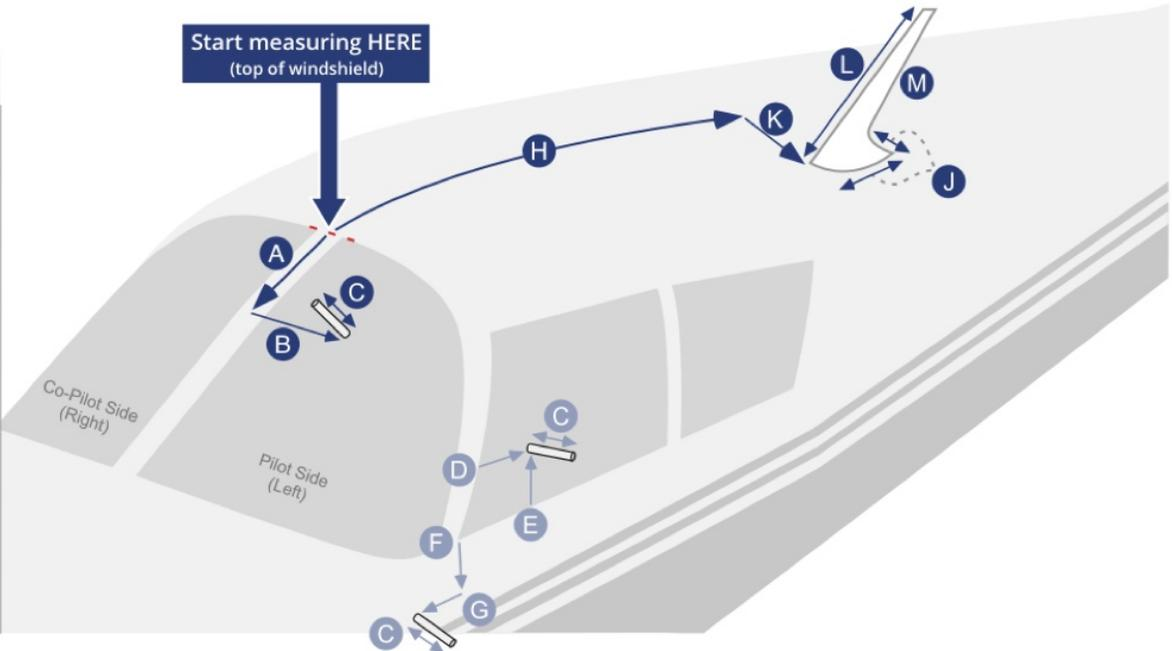 Start measuring HERE
(top of windshield)
L
M
K
H
J
A
C
B
Co-Pilot Side
(Right)
C
Pilot Side
(Left)
D
E
F
G
C